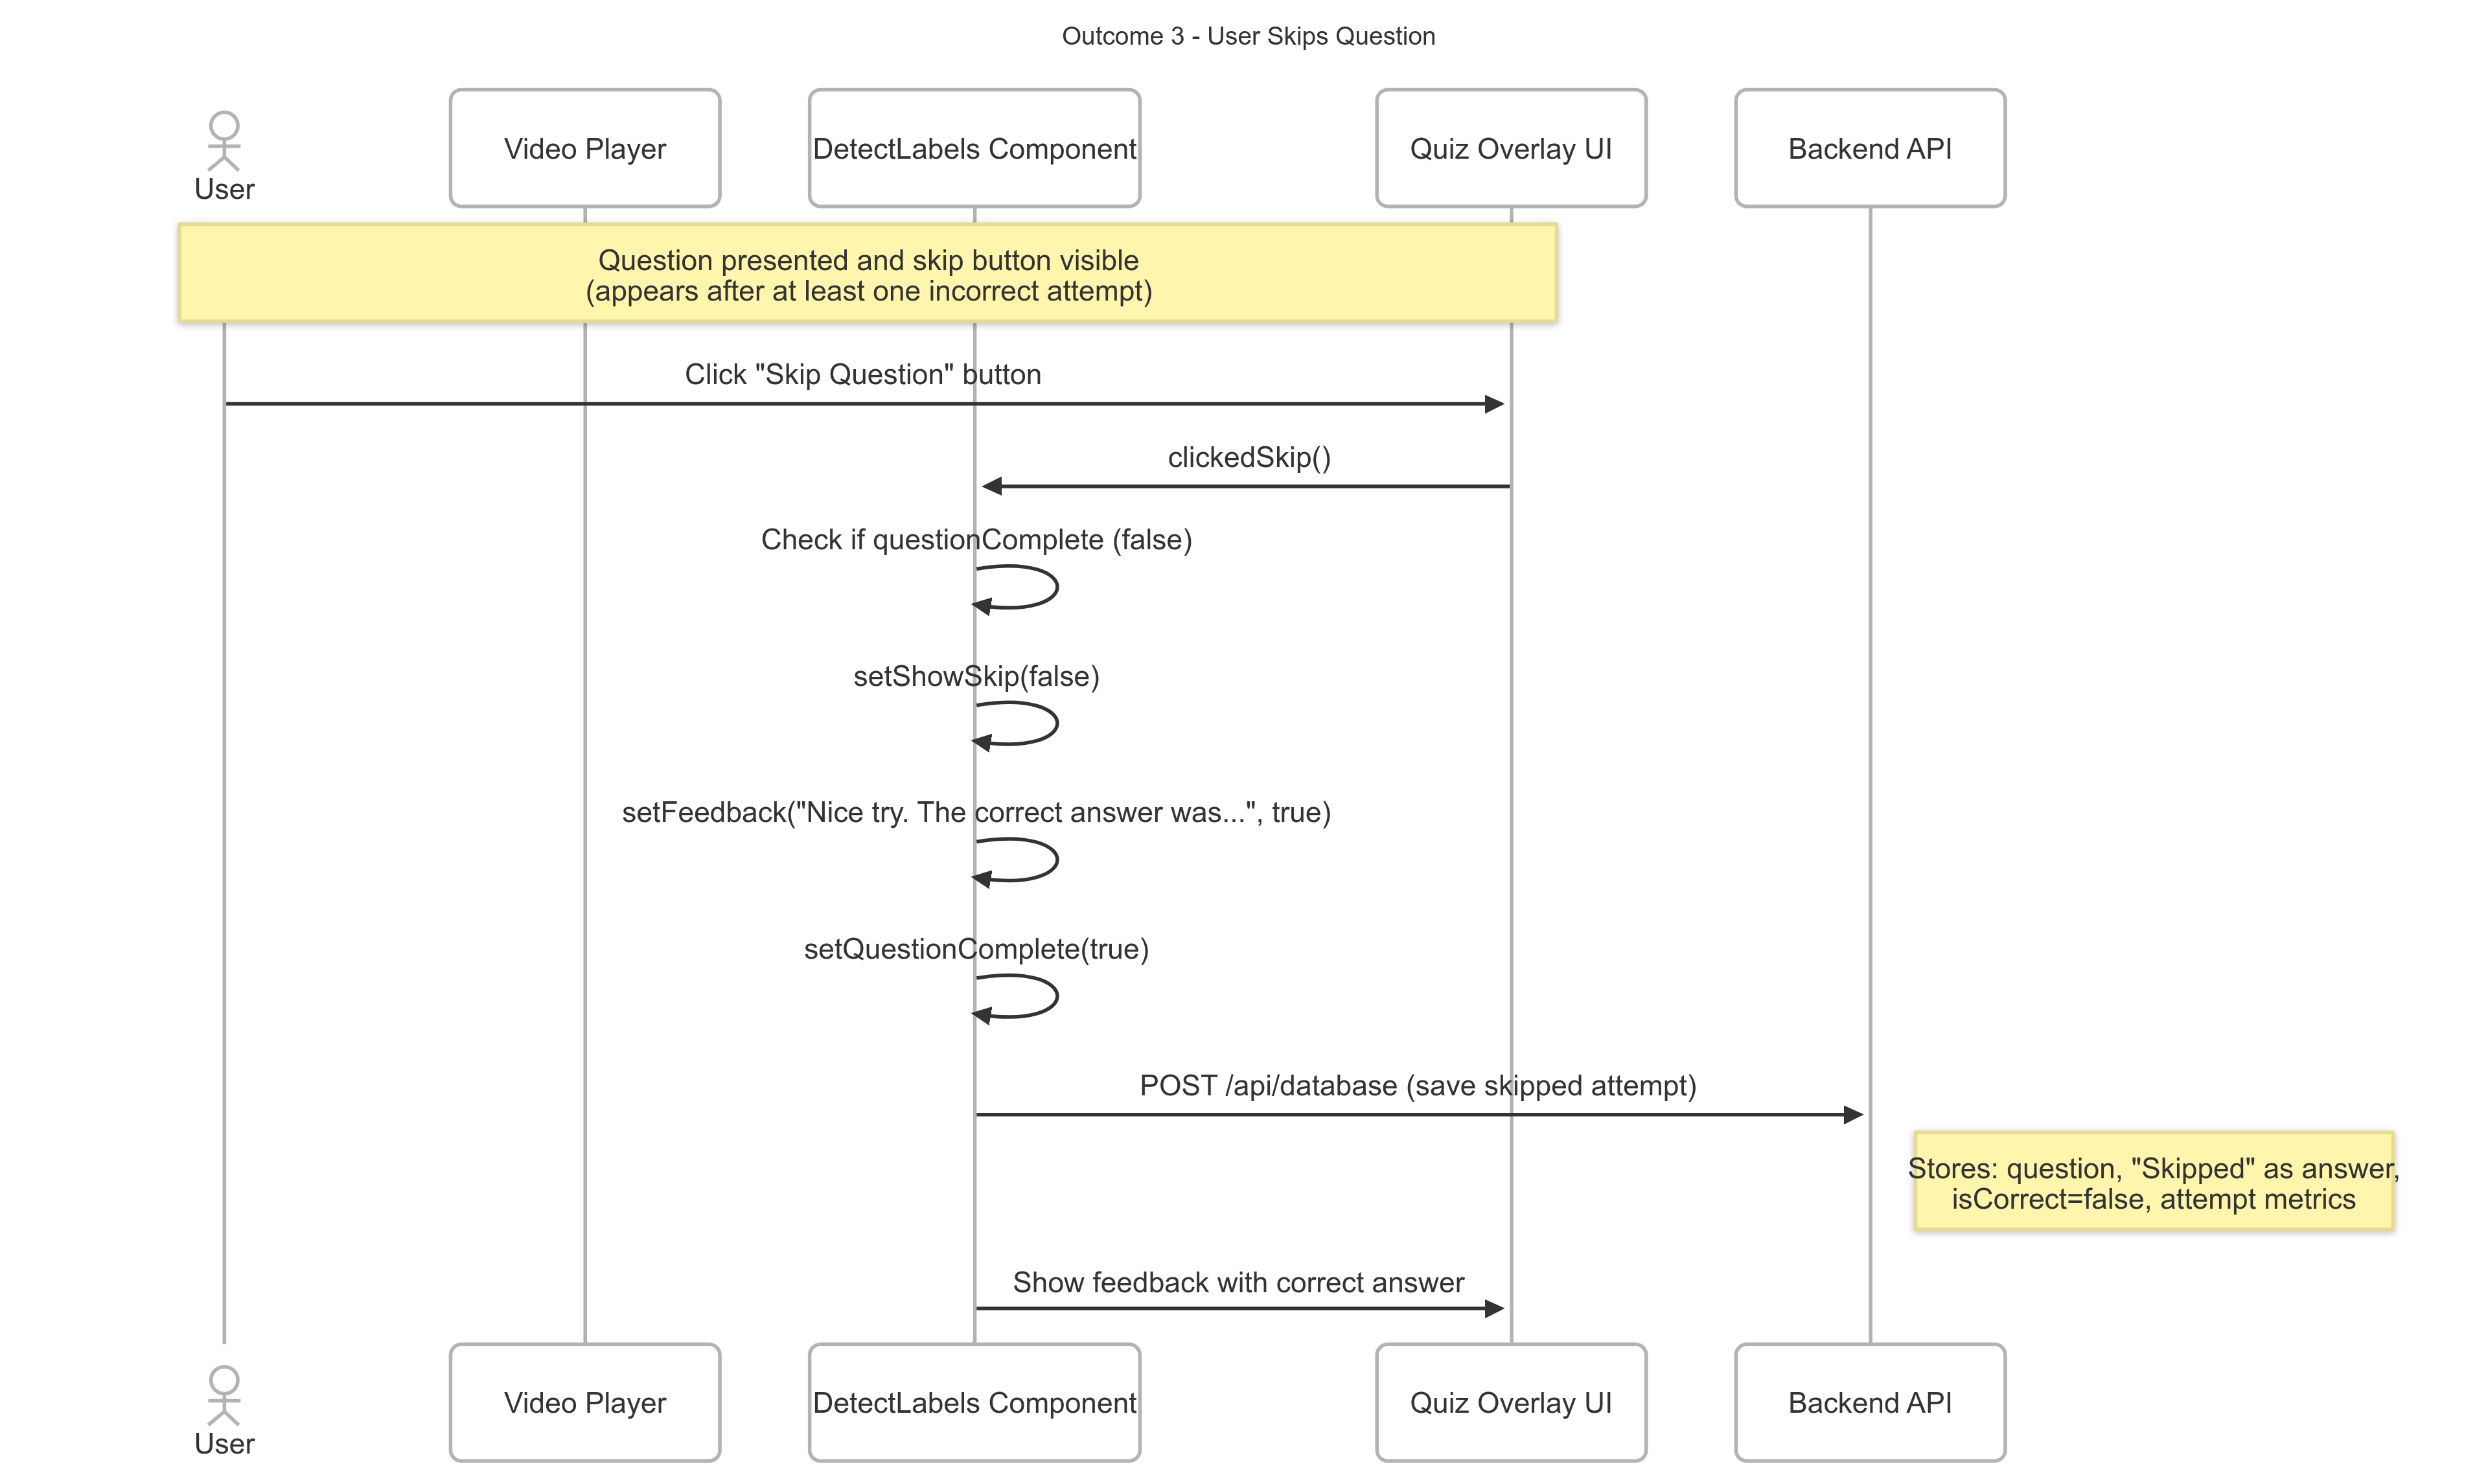 Outcome 3 - User Skips Question
User
Video Player
DetectLabels Component
Quiz Overlay UI
Backend API
Question presented and skip button visible
(appears after at least one incorrect attempt)
Click "Skip Question" button
clickedSkip()
Check if questionComplete (false)
setShowSkip(false)
setFeedback("Nice try. The correct answer was...", true)
setQuestionComplete(true)
POST /api/database (save skipped attempt)
Stores: question, "Skipped" as answer,
isCorrect=false, attempt metrics
Show feedback with correct answer
User
Video Player
DetectLabels Component
Quiz Overlay UI
Backend API